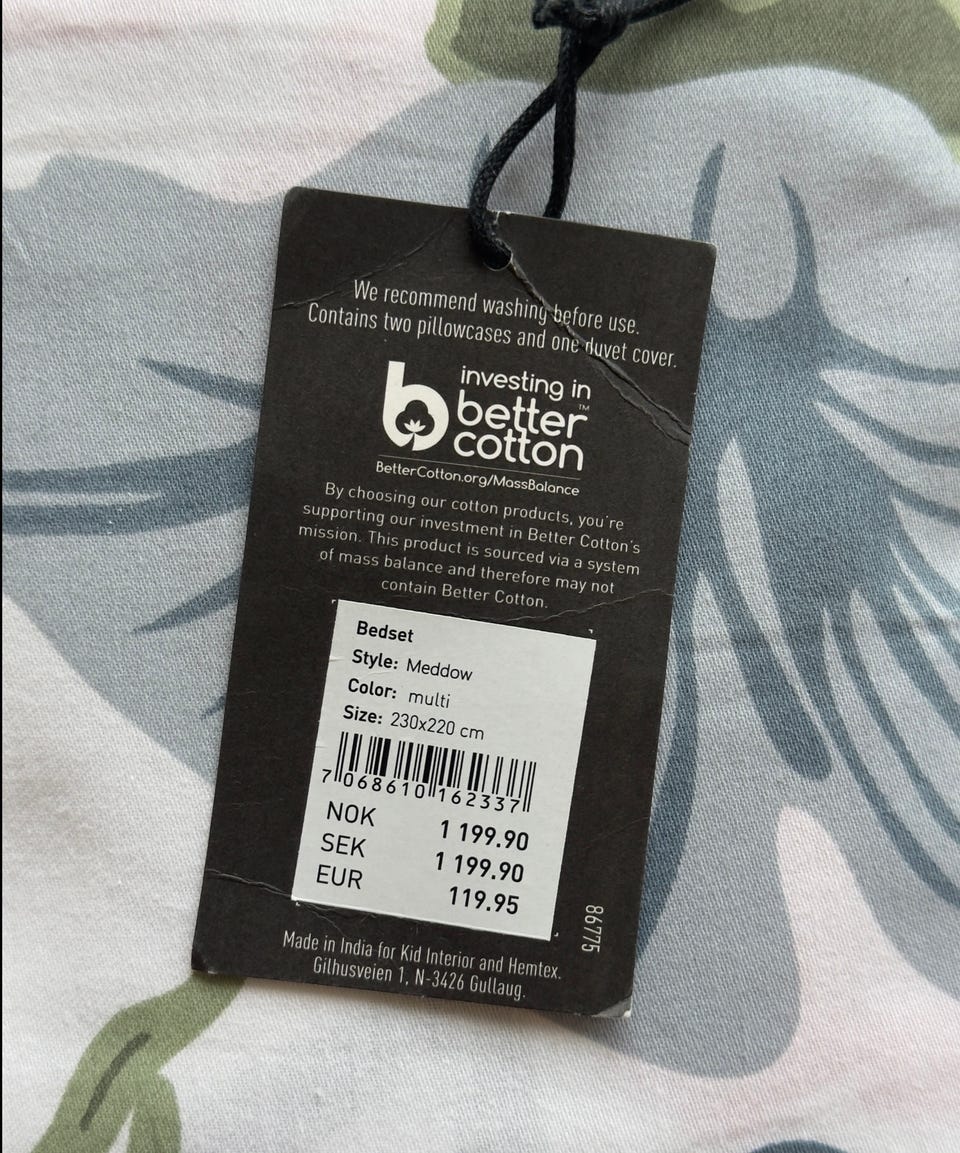 We recommend washing before use.
Contains two pillowcases and one duvet cover.
b investing in
better™
cotton
BetterCotton.org/MassBalance
By choosing our cotton products, you're
supporting our investment in Better Cotton's
mission. This product is sourced via a system
of mass balance and therefore may not
contain Better Cotton.
Bedset
Style: Meddow
Color: multi
Size: 230x220 cm
7 068610 162337
NOK 1 199.90
SEK 1 199.90
EUR 119.95
86775
Made in India for Kid Interior and Hemtex.
Gilhusveien 1, N-3426 Gullaug.